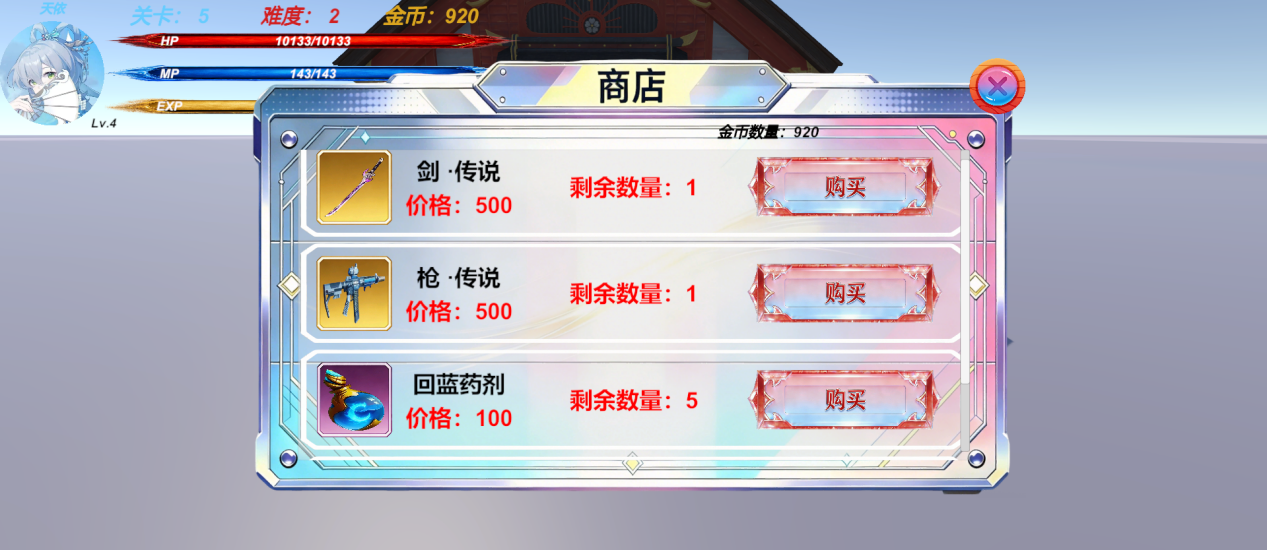 天依
关卡： 5
难度： 2
金币：920
HP
10133/10133
MP
143/143
EXP
Lv.4
商店
金币数量：920
剑 ·传说
价格：500
剩余数量：1
购买
枪 ·传说
价格：500
剩余数量：1
购买
回蓝药剂
价格：100
剩余数量：5
购买